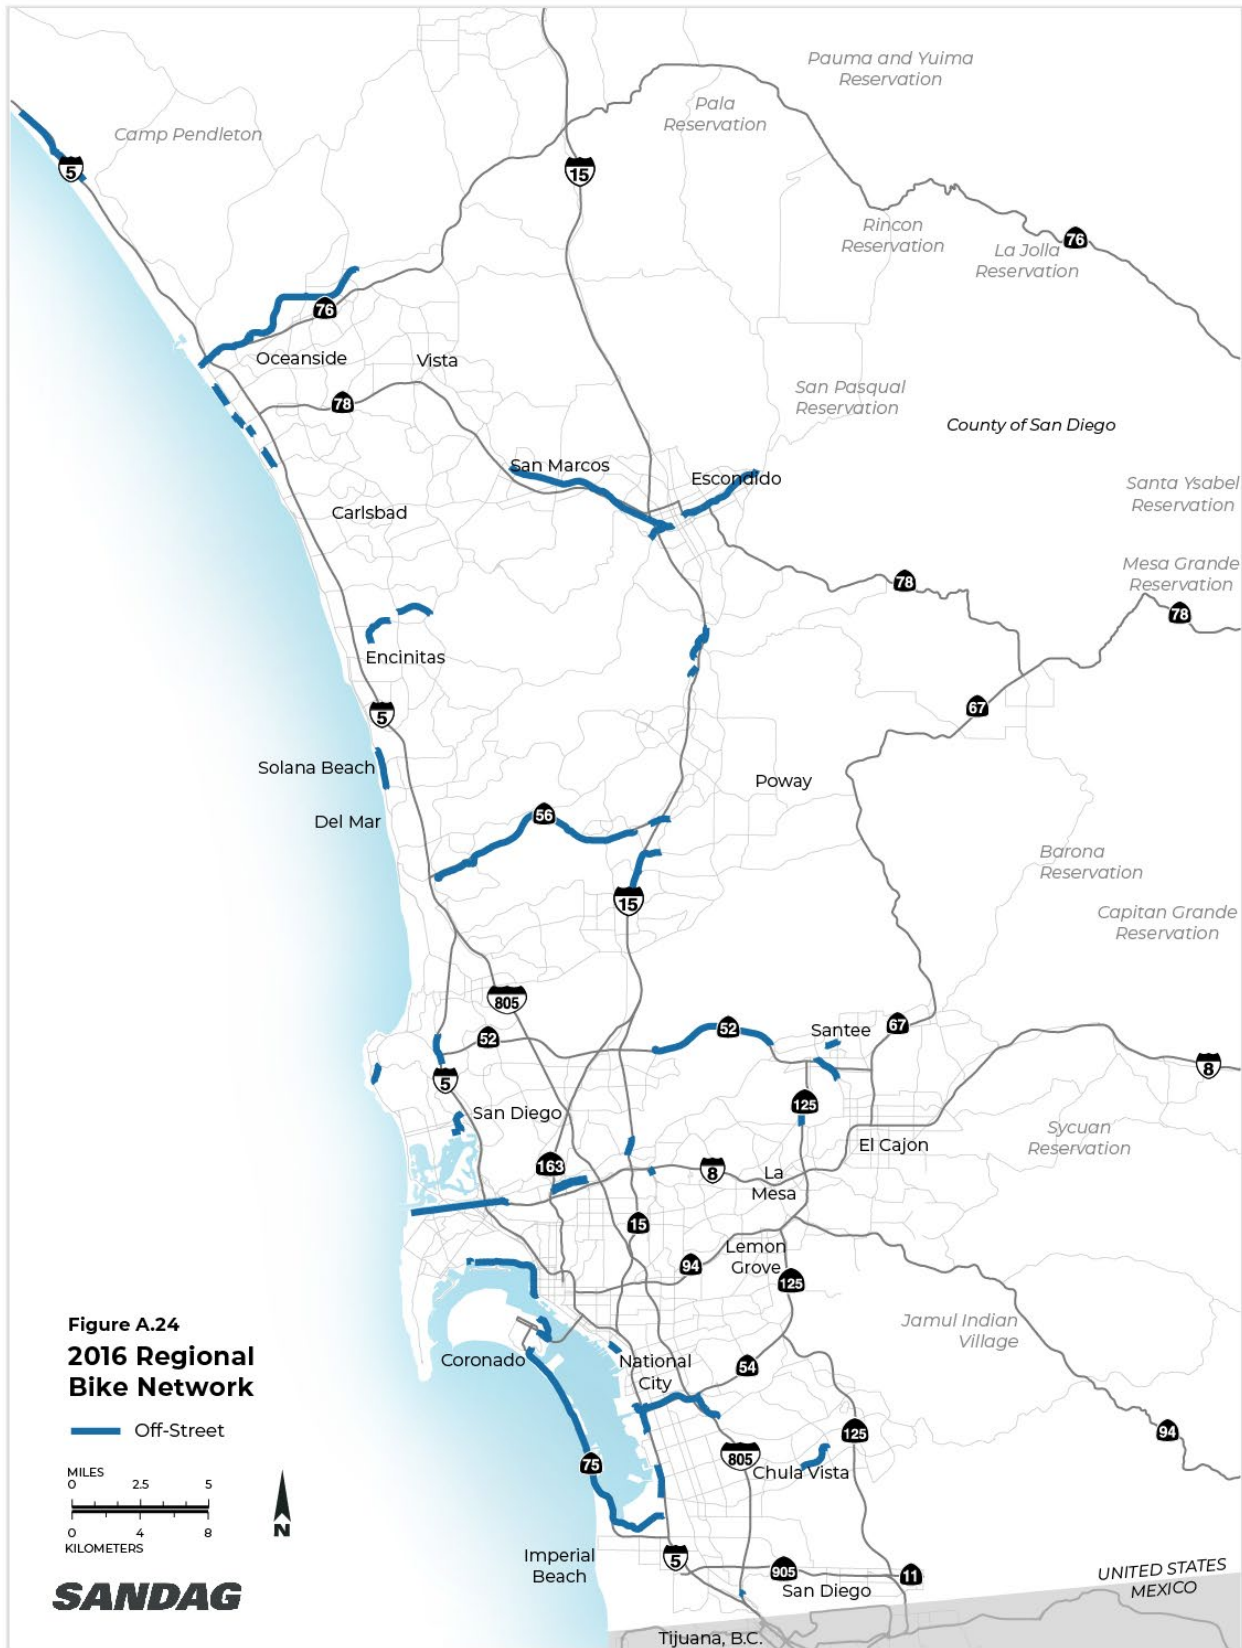 Pauma and Yuima
Reservation
Pala
Reservation
Camp Pendleton
5
15
Rincon
Reservation
La Jolla
Reservation
76
76
Oceanside
Vista
78
San Pasqual
Reservation
County of San Diego
San Marcos
Escondido
Santa Ysabel
Reservation
Carlsbad
Mesa Grande
Reservation
78
78
Encinitas
5
67
Solana Beach
Poway
56
Del Mar
Barona
Reservation
15
Capitan Grande
Reservation
805
52
52
Santee
67
5
8
125
San Diego
El Cajon
Sycuan
Reservation
163
8
La
Mesa
15
Lemon
Grove
94
125
Jamul Indian
Village
Figure A.24
2016 Regional
Bike Network
Off-Street
Coronado
National
City
54
125
94
75
805
Chula Vista
MILES
0 2.5 5
0 4 8
KILOMETERS
N
Imperial
Beach
5
905
11
San Diego
UNITED STATES
MEXICO
SANDAG
Tijuana, B.C.